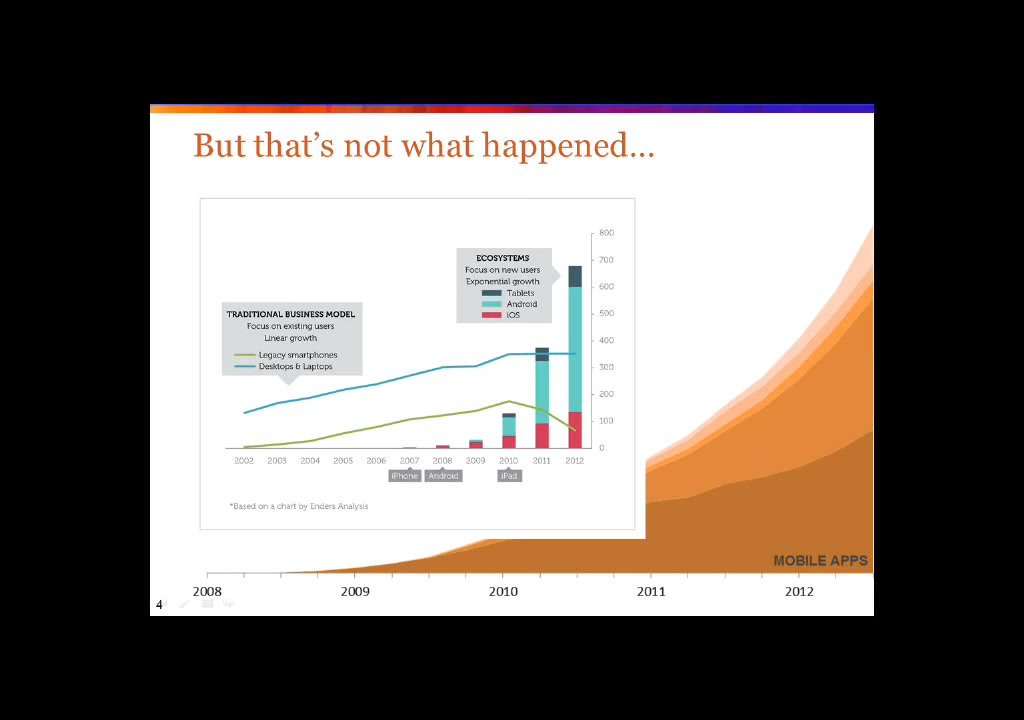 But that's not what happened...
800
700
600
500
400
300
200
100
0
ECOSYSTEMS
Focus on new users
Exponential growth
Tablets
Android
iOS
TRADITIONAL BUSINESS MODEL
Focus on existing users
Linear growth
Legacy smartphones
Desktops & Laptops
2002 2003 2004 2005 2006 2007 2008 2009 2010 2011 2012
iPhone Android iPad
*Based on a chart by Enders Analysis
MOBILE APPS
2008 2009 2010 2011 2012
4